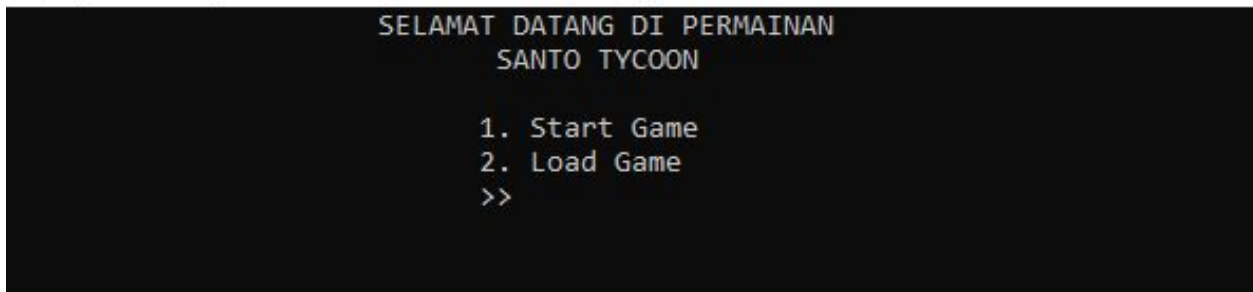 SELAMAT DATANG DI PERMAINAN
SANTO TYCOON
1. Start Game
2. Load Game
>>